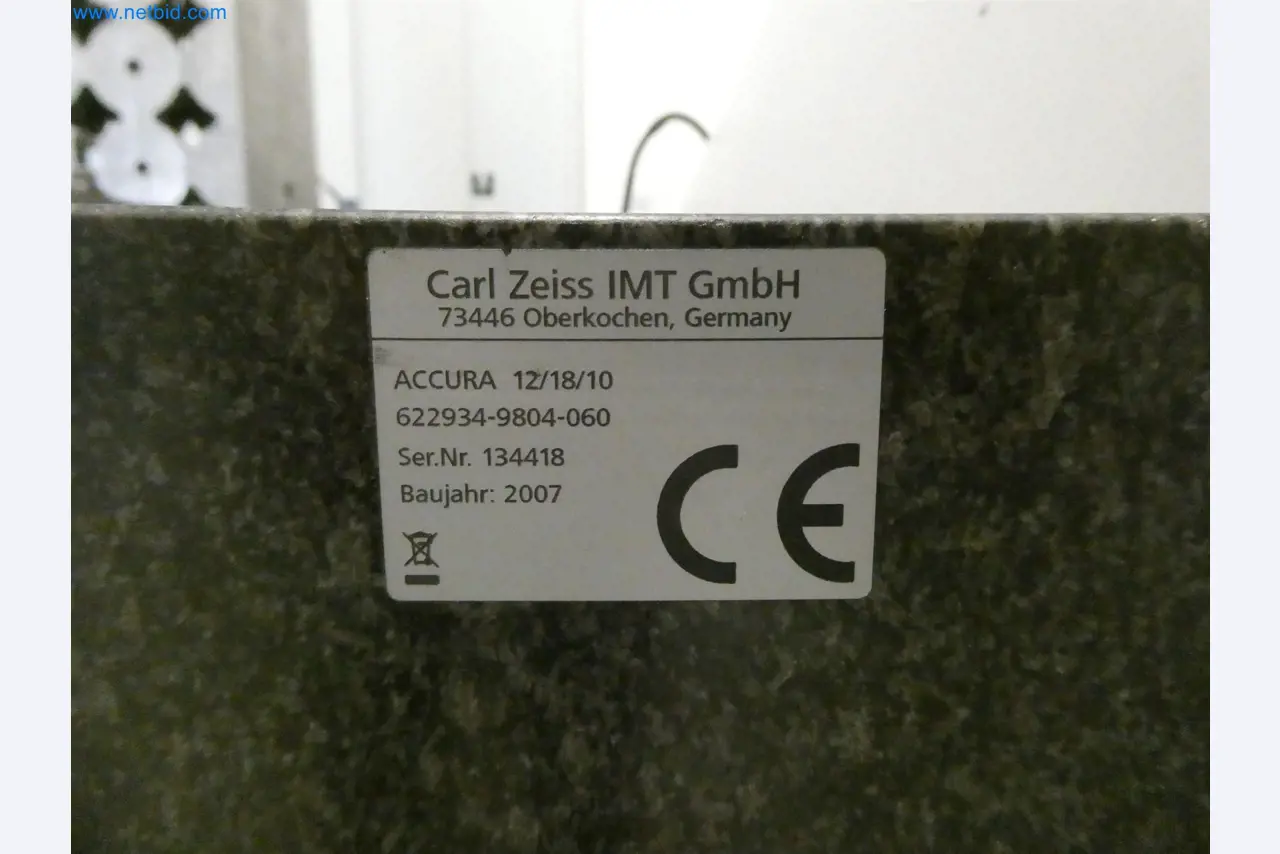 www.netbid.com
Carl Zeiss IMT GmbH
73446 Oberkochen, Germany
ACCURA 12/18/10
622934-9804-060
Ser.Nr. 134418
Baujahr: 2007
CE